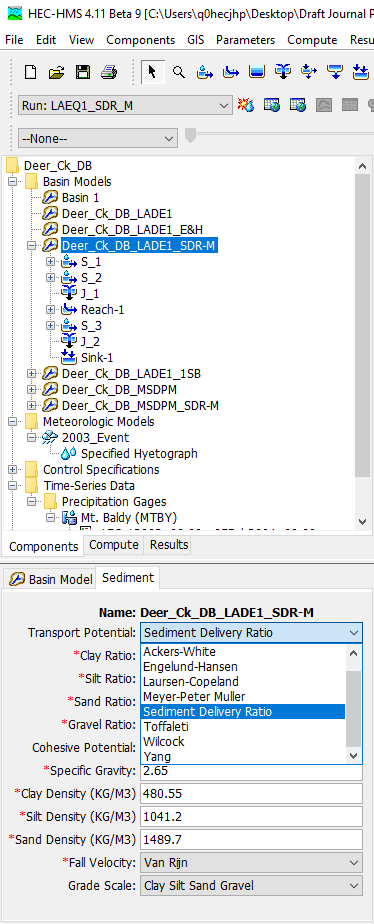 HEC-HMS 4.11 Beta 9 [C:\Users\q0hecjhp\Desktop\Draft Journal P
File Edit View Components GIS Parameters Compute Resu
Run: LAEQ1_SDR_M
--None--
Deer_Ck_DB
Basin Models
Basin 1
Deer_Ck_DB_LADE1
Deer_Ck_DB_LADE1_E&H
Deer_Ck_DB_LADE1_SDR-M
S_1
S_2
J_1
Reach-1
S_3
J_2
Sink-1
Deer_Ck_DB_LADE1_1SB
Deer_Ck_DB_MSDPM
Deer_Ck_DB_MSDPM_SDR-M
Meteorologic Models
2003_Event
Specified Hyetograph
Control Specifications
Time-Series Data
Precipitation Gages
Mt. Baldy (MTBY)
Components Compute Results
Basin Model Sediment
Name: Deer_Ck_DB_LADE1_SDR-M
Transport Potential: Sediment Delivery Ratio
*Clay Ratio: Ackers-White
Engelund-Hansen
*Silt Ratio: Laursen-Copeland
Meyer-Peter Muller
*Sand Ratio: Sediment Delivery Ratio
*Gravel Ratio: Toffaleti
Cohesive Potential: Wilcock
Yang
*Specific Gravity: 2.65
*Clay Density (KG/M3) 480.55
*Silt Density (KG/M3) 1041.2
*Sand Density (KG/M3) 1489.7
*Fall Velocity: Van Rijn
Grade Scale: Clay Silt Sand Gravel